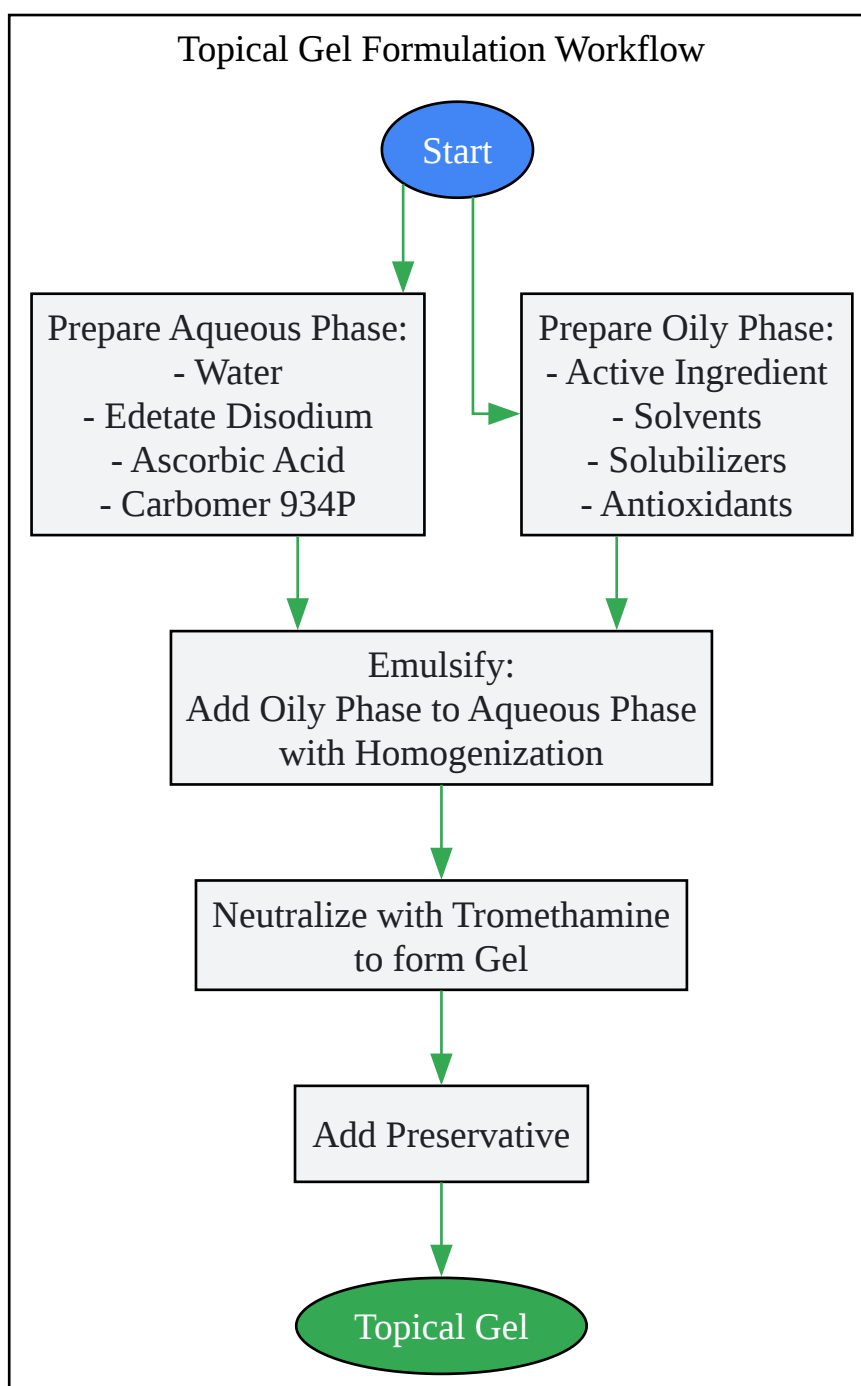 Topical Gel Formulation Workflow
Start
Prepare Aqueous Phase:
- Water
- Edetate Disodium
- Ascorbic Acid
- Carbomer 934P
Prepare Oily Phase:
- Active Ingredient
- Solvents
- Solubilizers
- Antioxidants
Emulsify:
Add Oily Phase to Aqueous Phase
with Homogenization
Neutralize with Tromethamine
to form Gel
Add Preservative
Topical Gel